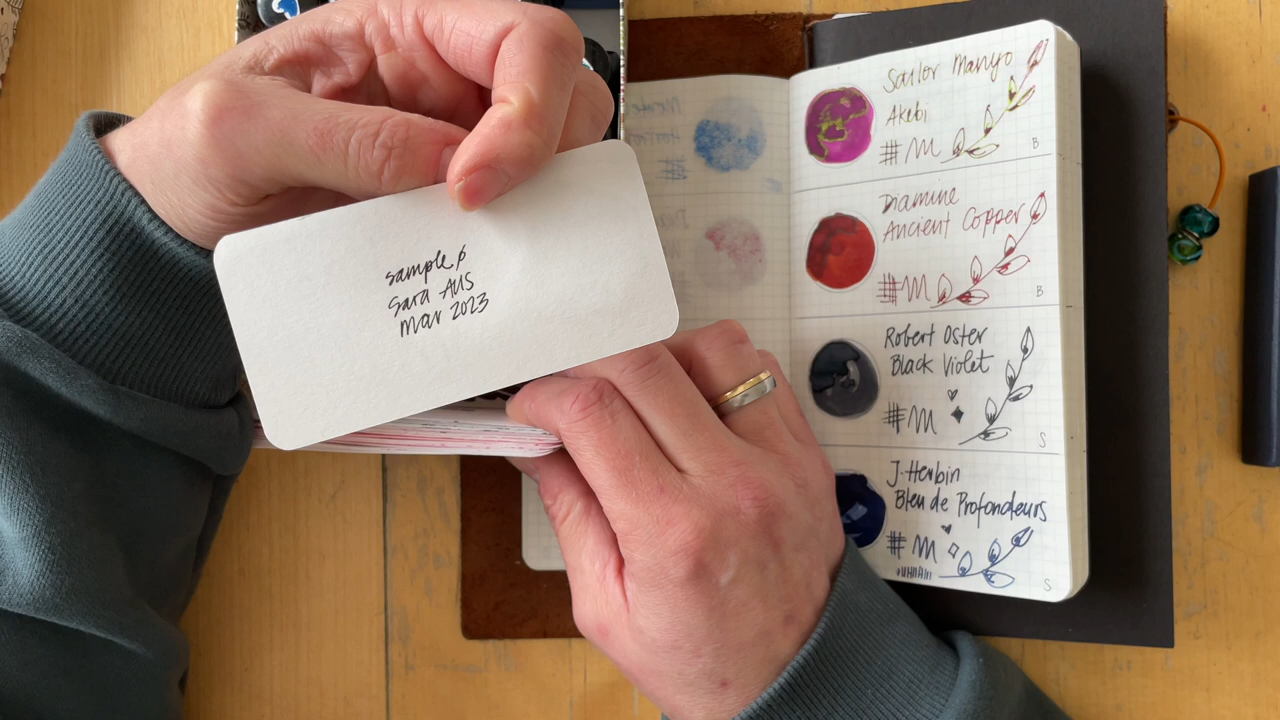 sample
Sara AUS
Mar 2023
Sailor Manyo
Akebi
# M
B
Diamine
Ancient Copper
# M
B
Robert Oster
Black Violet
# M
S
J. Herbin
Bleu de Profondeurs
# M
S